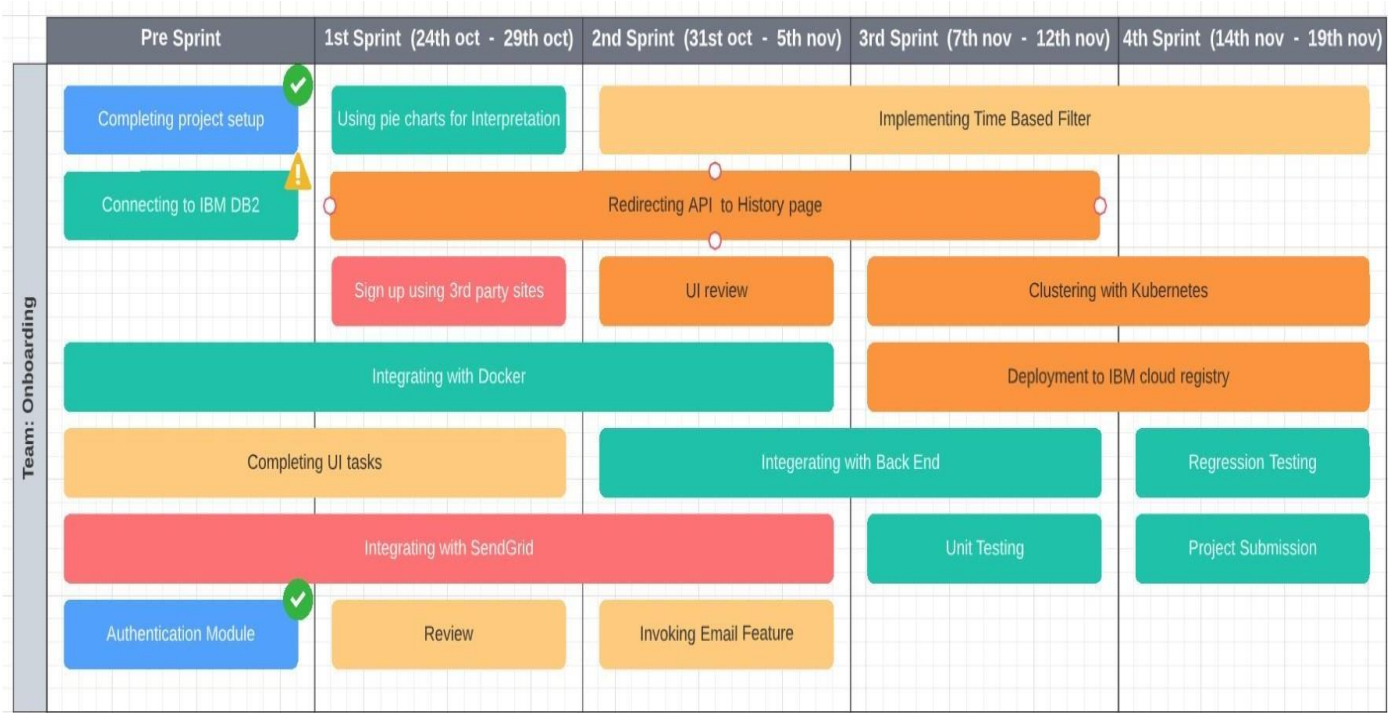 Pre Sprint
1st Sprint (24th oct - 29th oct)
2nd Sprint (31st oct - 5th nov)
3rd Sprint (7th nov - 12th nov)
4th Sprint (14th nov - 19th nov)
Team: Onboarding
Completing project setup
Using pie charts for Interpretation
Implementing Time Based Filter
Connecting to IBM DB2
Redirecting API to History page
Sign up using 3rd party sites
UI review
Clustering with Kubernetes
Integrating with Docker
Deployment to IBM cloud registry
Completing UI tasks
Integerating with Back End
Regression Testing
Integrating with SendGrid
Unit Testing
Project Submission
Authentication Module
Review
Invoking Email Feature